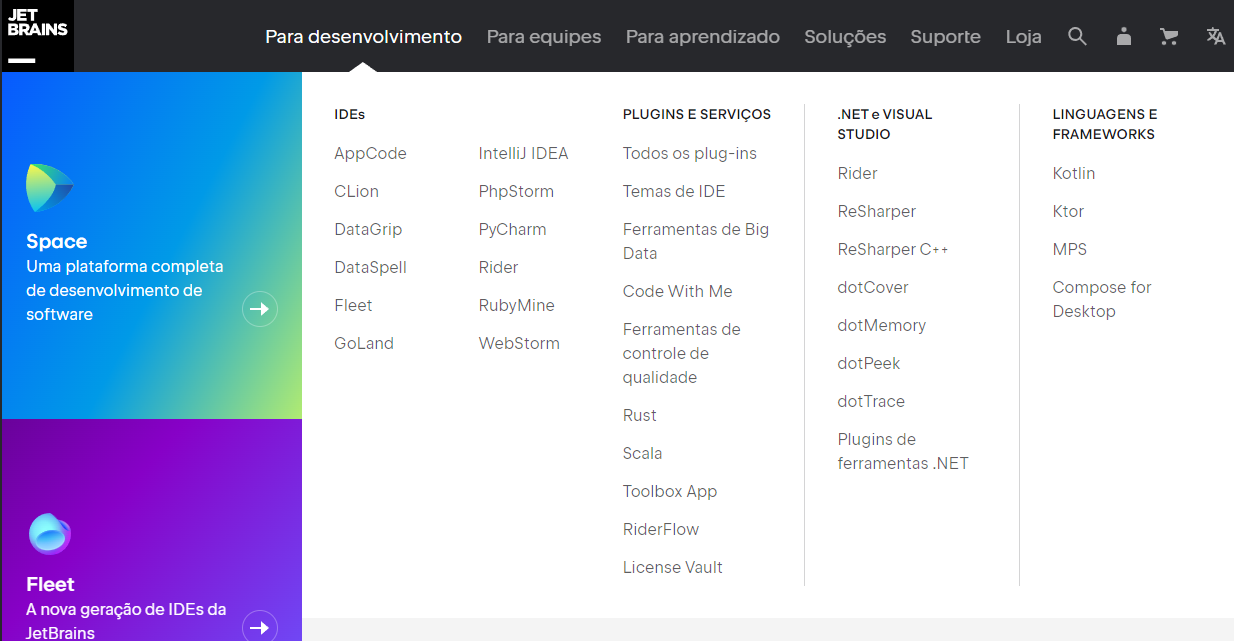 JET
BRAINS
Para desenvolvimento
Para equipes
Para aprendizado
Soluções
Suporte
Loja
Space
Uma plataforma completa
de desenvolvimento de
software
Fleet
A nova geração de IDEs da
JetBrains
IDEs
AppCode
CLion
DataGrip
DataSpell
Fleet
GoLand
IntelliJ IDEA
PhpStorm
PyCharm
Rider
RubyMine
WebStorm
PLUGINS E SERVIÇOS
Todos os plug-ins
Temas de IDE
Ferramentas de Big
Data
Code With Me
Ferramentas de
controle de
qualidade
Rust
Scala
Toolbox App
RiderFlow
License Vault
.NET e VISUAL
STUDIO
Rider
ReSharper
ReSharper C++
dotCover
dotMemory
dotPeek
dotTrace
Plugins de
ferramentas .NET
LINGUAGENS E
FRAMEWORKS
Kotlin
Ktor
MPS
Compose for
Desktop